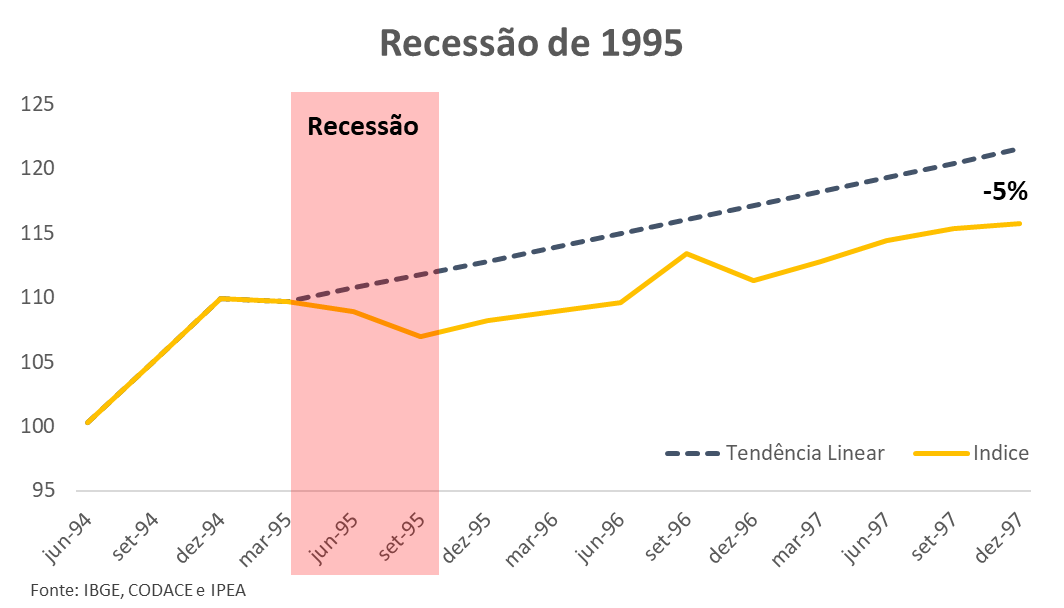 Recessão de 1995
125
120
115
110
105
100
95
Recessão
-5%
Tendência Linear
Indice
jun-94
set-94
dez-94
mar-95
jun-95
set-95
dez-95
mar-96
jun-96
set-96
dez-96
mar-97
jun-97
set-97
dez-97
Fonte: IBGE, CODACE e IPEA